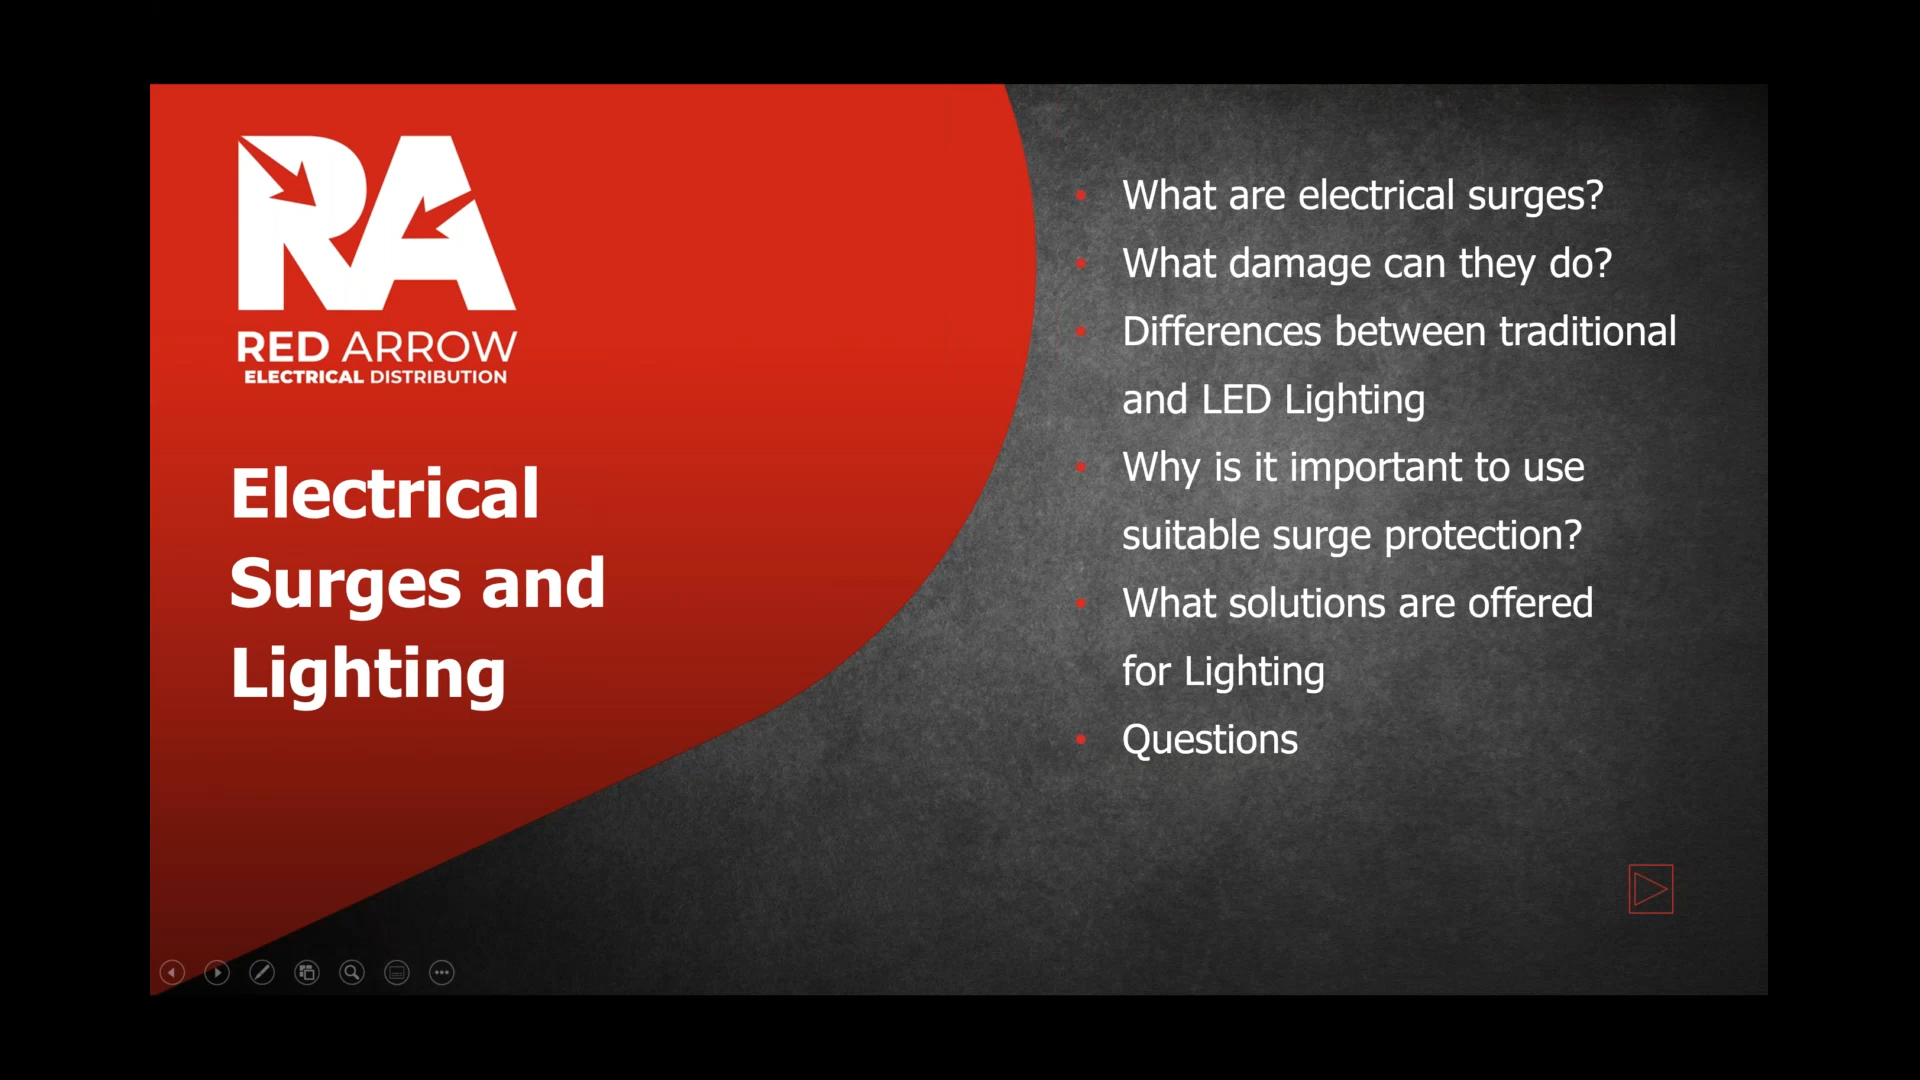 RA
RED ARROW
ELECTRICAL DISTRIBUTION
Electrical
Surges and
Lighting
• What are electrical surges?
• What damage can they do?
• Differences between traditional
and LED Lighting
• Why is it important to use
suitable surge protection?
• What solutions are offered
for Lighting
• Questions